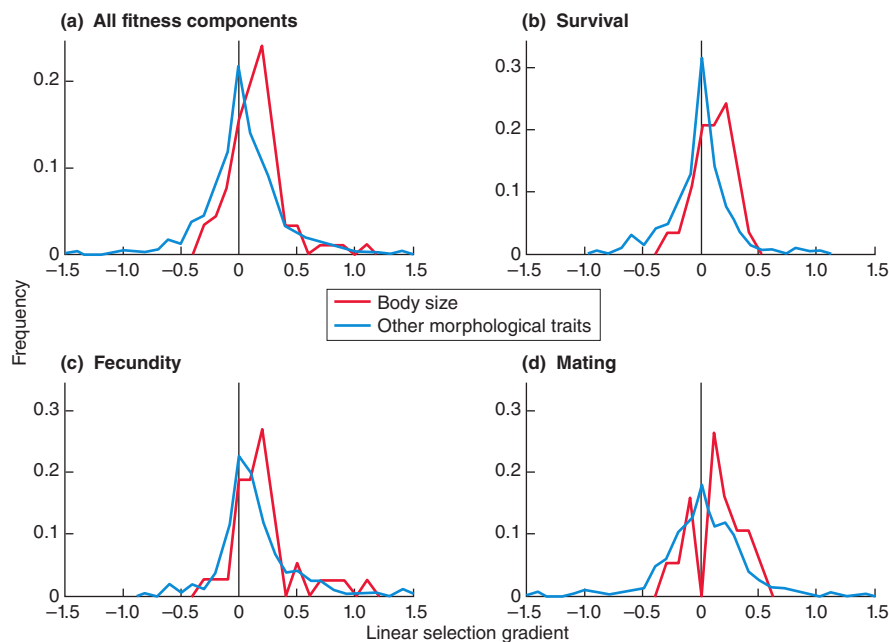 (a) All fitness components
0.2
0.1
0
−1.5 −1.0 −0.5 0 0.5 1.0 1.5
(b) Survival
0.3
0.2
0.1
0
−1.5 −1.0 −0.5 0 0.5 1.0 1.5
Frequency
Body size
Other morphological traits
(c) Fecundity
0.3
0.2
0.1
0
−1.5 −1.0 −0.5 0 0.5 1.0 1.5
(d) Mating
0.3
0.2
0.1
0
−1.5 −1.0 −0.5 0 0.5 1.0 1.5
Linear selection gradient